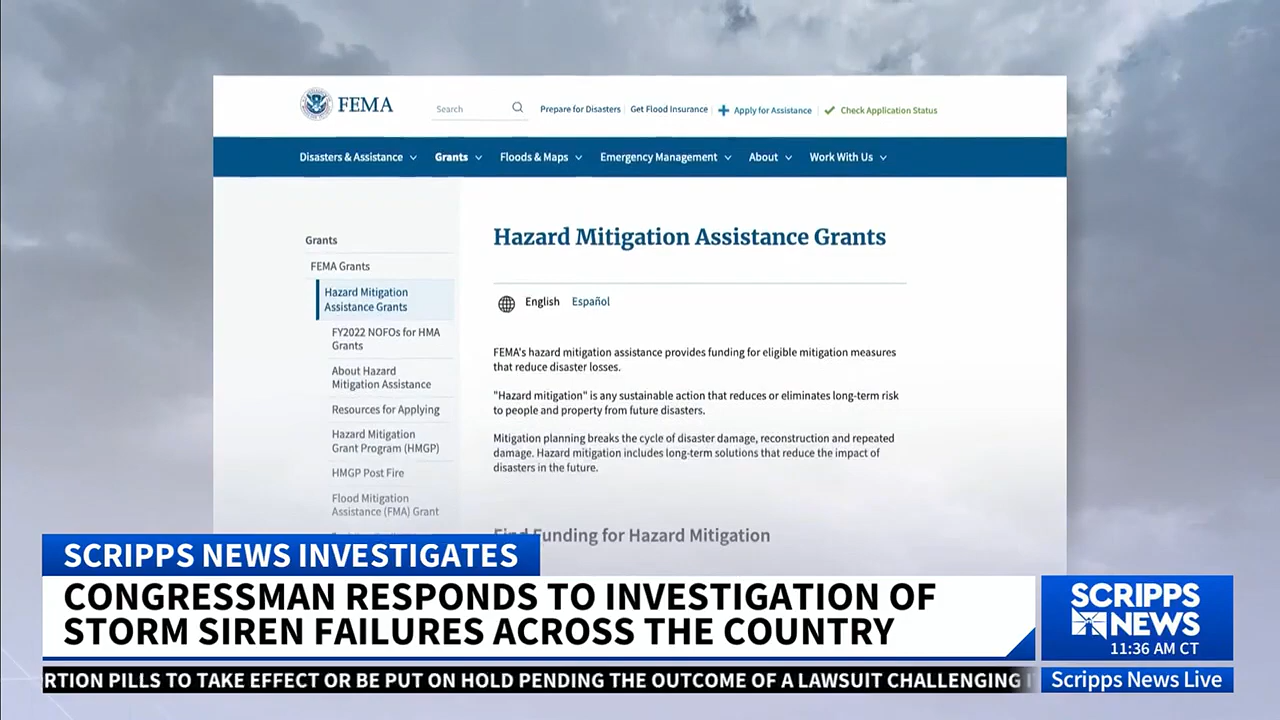 FEMA
Search
Prepare for Disasters
Get Flood Insurance
Apply for Assistance
Check Application Status
Disasters & Assistance
Grants
Floods & Maps
Emergency Management
About
Work With Us
Grants
FEMA Grants
Hazard Mitigation
Assistance Grants
FY2022 NOFOs for HMA
Grants
About Hazard
Mitigation Assistance
Resources for Applying
Hazard Mitigation
Grant Program (HMGP)
HMGP Post Fire
Flood Mitigation
Assistance (FMA) Grant
Hazard Mitigation Assistance Grants
English Español
FEMA's hazard mitigation assistance provides funding for eligible mitigation measures
that reduce disaster losses.
"Hazard mitigation" is any sustainable action that reduces or eliminates long-term risk
to people and property from future disasters.
Mitigation planning breaks the cycle of disaster damage, reconstruction and repeated
damage. Hazard mitigation includes long-term solutions that reduce the impact of
disasters in the future.
Find Funding for Hazard Mitigation
SCRIPPS NEWS INVESTIGATES
CONGRESSMAN RESPONDS TO INVESTIGATION OF
STORM SIREN FAILURES ACROSS THE COUNTRY
SCRIPPS
NEWS
11:36 AM CT
RTION PILLS TO TAKE EFFECT OR BE PUT ON HOLD PENDING THE OUTCOME OF A LAWSUIT CHALLENGING
Scripps News Live